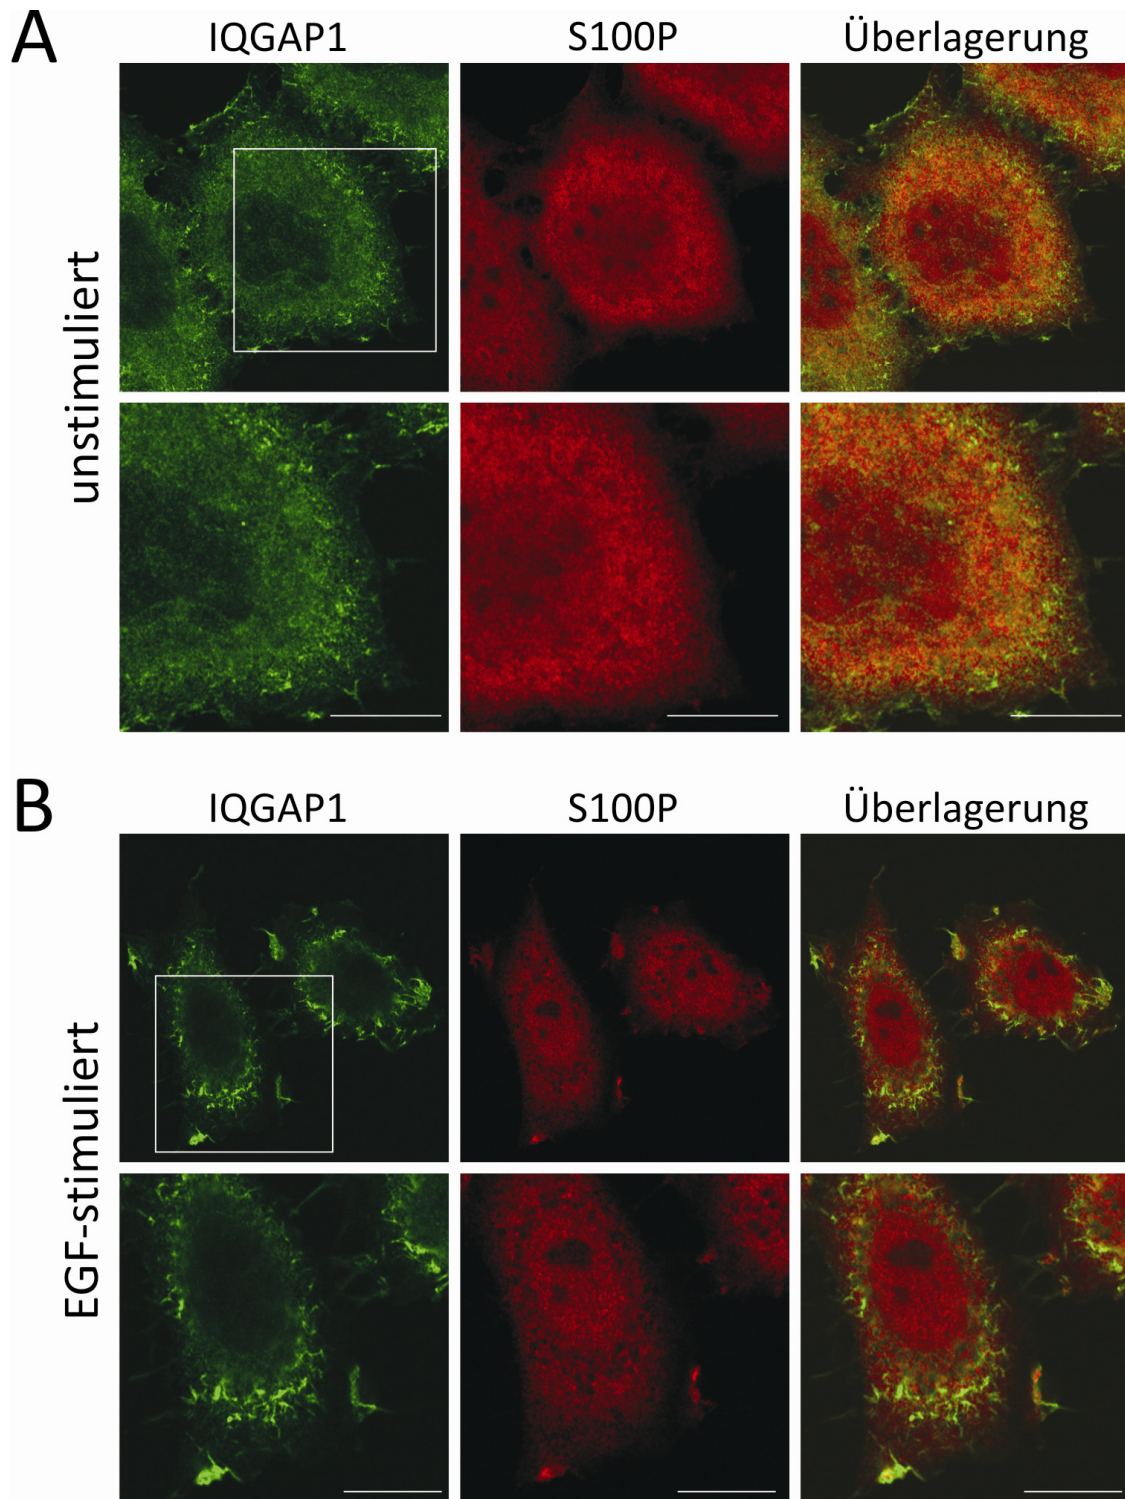 A
IQGAP1 S100P Überlagerung
unstimuliert
B
IQGAP1 S100P Überlagerung
EGF-stimuliert